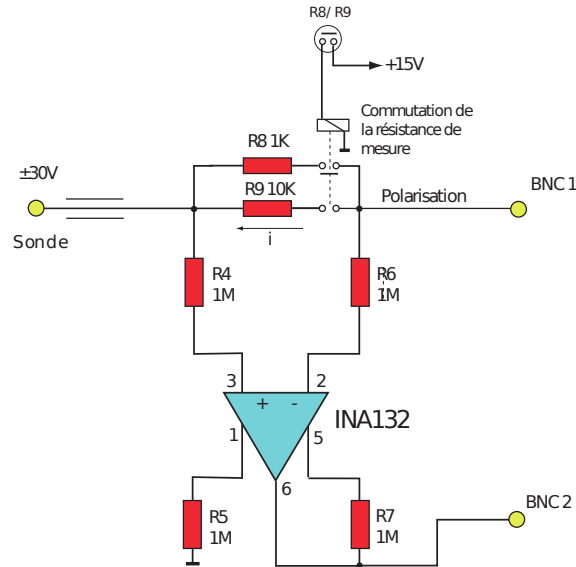 R8/ R9
+15V
Commutation de
la résistance de
mesure
R8 1K
±30V
R9 10K
Polarisation
BNC 1
Sonde
i
R4
1M
R6
1M
3
2
+
-
INA132
1
5
6
R5
1M
R7
1M
BNC 2